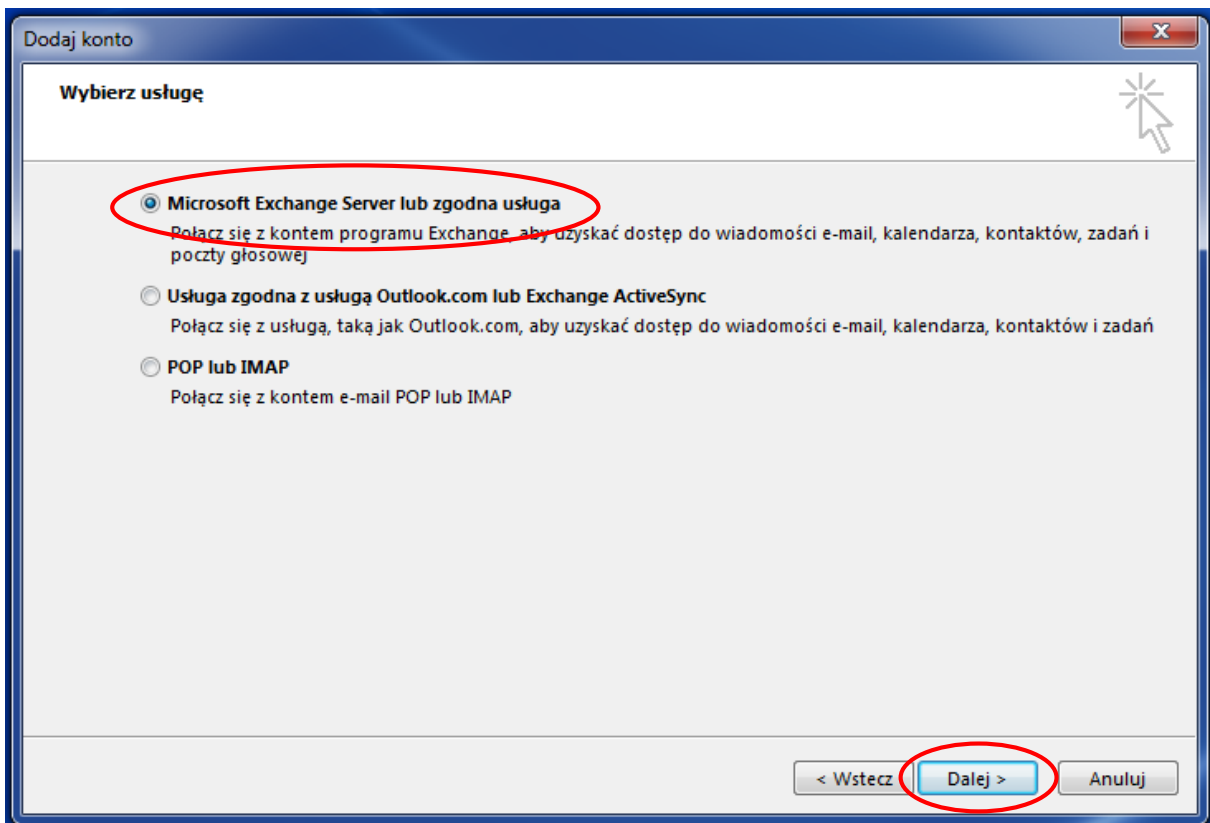 Dodaj konto
Wybierz usługę
Microsoft Exchange Server lub zgodna usługa
Połącz się z kontem programu Exchange, aby uzyskać dostęp do wiadomości e-mail, kalendarza, kontaktów, zadań i
poczty głosowej
Usługa zgodna z usługą Outlook.com lub Exchange ActiveSync
Połącz się z usługą, taką jak Outlook.com, aby uzyskać dostęp do wiadomości e-mail, kalendarza, kontaktów i zadań
POP lub IMAP
Połącz się z kontem e-mail POP lub IMAP
< Wstecz Dalej > Anuluj